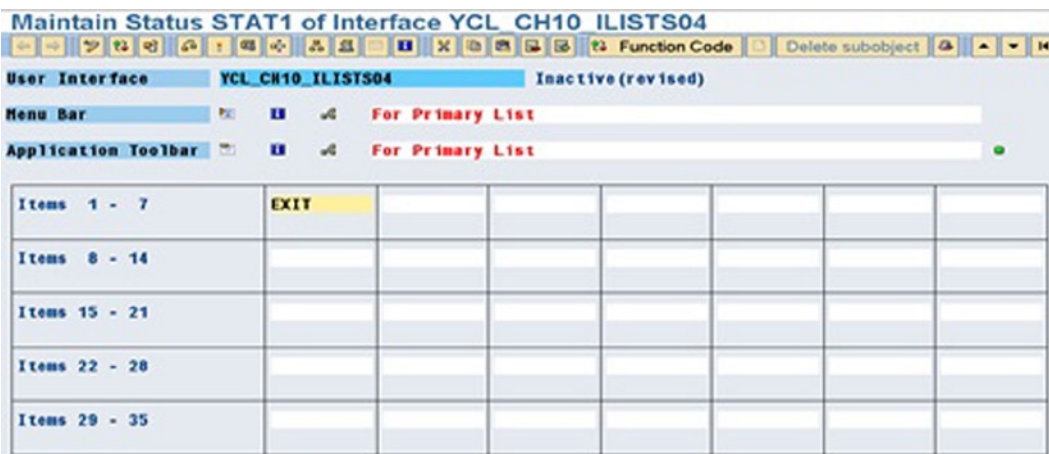 Maintain Status STAT1 of Interface YCL_CH10_ILISTS04
Function Code Delete subobject
User Interface YCL_CH10_ILISTS04 Inactive(revised)
Menu Bar For Primary List
Application Toolbar For Primary List
Items 1 - 7 EXIT
Items 8 - 14
Items 15 - 21
Items 22 - 28
Items 29 - 35